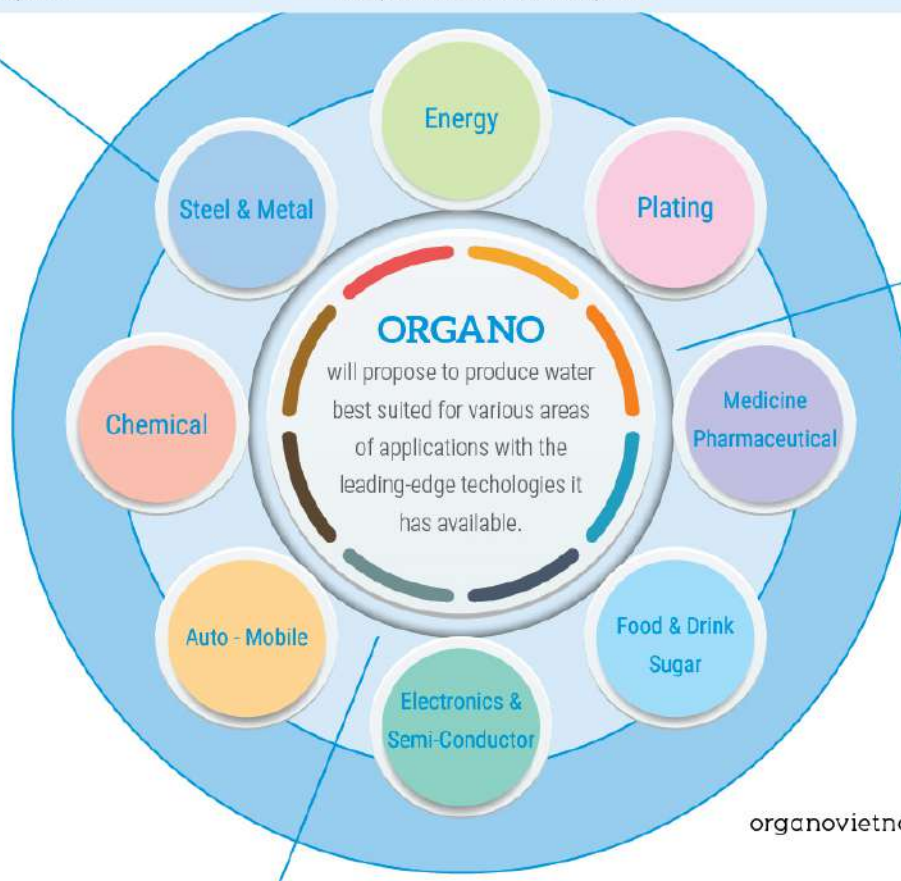 Energy
Steel & Metal
Plating
ORGANO
will propose to produce water
best suited for various areas
of applications with the
leading-edge techologies it
has available.
Chemical
Medicine
Pharmaceutical
Auto - Mobile
Food & Drink
Sugar
Electronics &
Semi-Conductor